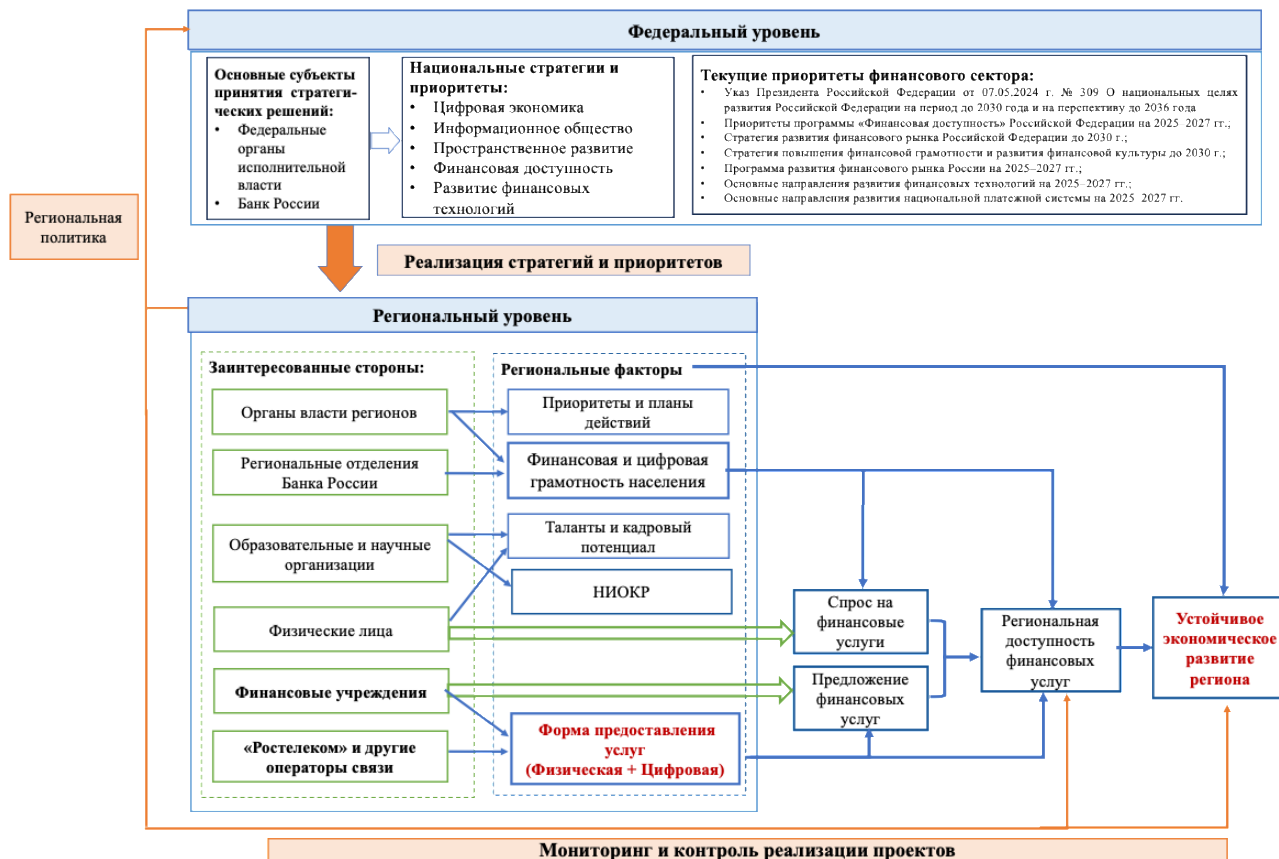 Федеральный уровень
Основные субъекты
принятия стратеги-
ческих решений:
• Федеральные
органы
исполнительной
власти
• Банк России
Национальные стратегии и
приоритеты:
• Цифровая экономика
• Информационное общество
• Пространственное развитие
• Финансовая доступность
• Развитие финансовых
технологий
Текущие приоритеты финансового сектора:
• Указ Президента Российской Федерации от 07.05.2024 г. № 309 О национальных целях
развития Российской Федерации на период до 2030 года и на перспективу до 2036 года
• Приоритеты программы «Финансовая доступность» Российской Федерации на 2025–2027 гг.;
• Стратегия развития финансового рынка Российской Федерации до 2030 г.;
• Стратегия повышения финансовой грамотности и развития финансовой культуры до 2030 г.;
• Программа развития финансового рынка России на 2025–2027 гг.;
• Основные направления развития финансовых технологий на 2025–2027 гг.;
• Основные направления развития национальной платежной системы на 2025–2027 гг.
Региональная
политика
Реализация стратегий и приоритетов
Региональный уровень
Заинтересованные стороны:
Органы власти регионов
Региональные отделения
Банка России
Образовательные и научные
организации
Физические лица
Финансовые учреждения
«Ростелеком» и другие
операторы связи
Региональные факторы
Приоритеты и планы
действий
Финансовая и цифровая
грамотность населения
Таланты и кадровый
потенциал
НИОКР
Форма предоставления
услуг
(Физическая + Цифровая)
Спрос на
финансовые
услуги
Предложение
финансовых
услуг
Региональная
доступность
финансовых
услуг
Устойчивое
экономическое
развитие
региона
Мониторинг и контроль реализации проектов